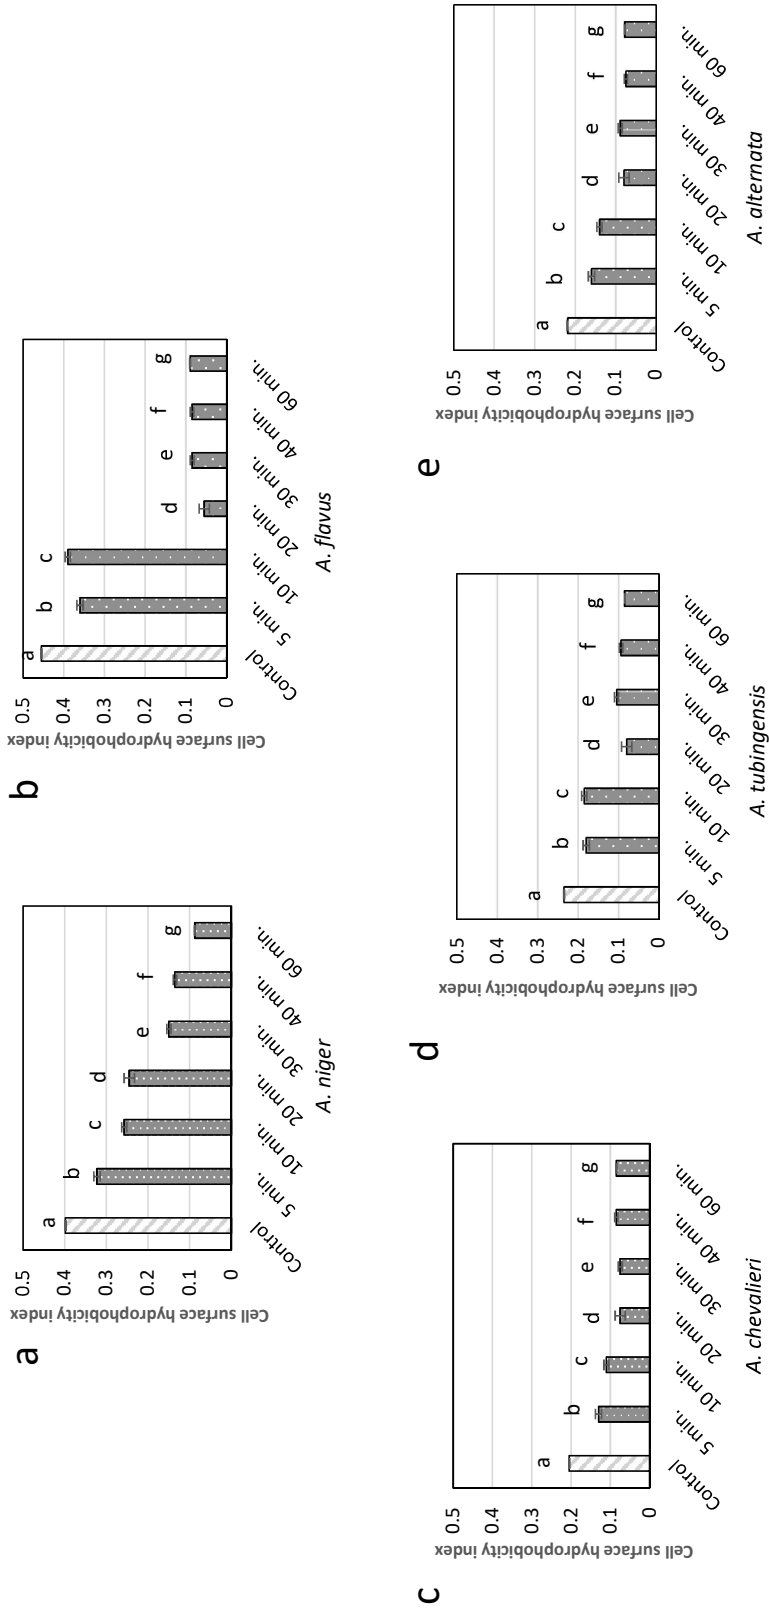 a
Cell surface hydrophobicity index
0.5
0.4
0.3
0.2
0.1
0
a
b
c
d
e
f
g
Control
5 min.
10 min.
20 min.
30 min.
40 min.
60 min.
A. niger
b
Cell surface hydrophobicity index
0.5
0.4
0.3
0.2
0.1
0
a
b
c
d
e
f
g
Control
5 min.
10 min.
20 min.
30 min.
40 min.
60 min.
A. flavus
c
Cell surface hydrophobicity index
0.5
0.4
0.3
0.2
0.1
0
a
b
c
d
e
f
g
Control
5 min.
10 min.
20 min.
30 min.
40 min.
60 min.
A. chevalieri
d
Cell surface hydrophobicity index
0.5
0.4
0.3
0.2
0.1
0
a
b
c
d
e
f
g
Control
5 min.
10 min.
20 min.
30 min.
40 min.
60 min.
A. tubingensis
e
Cell surface hydrophobicity index
0.5
0.4
0.3
0.2
0.1
0
a
b
c
d
e
f
g
Control
5 min.
10 min.
20 min.
30 min.
40 min.
60 min.
A. alternata